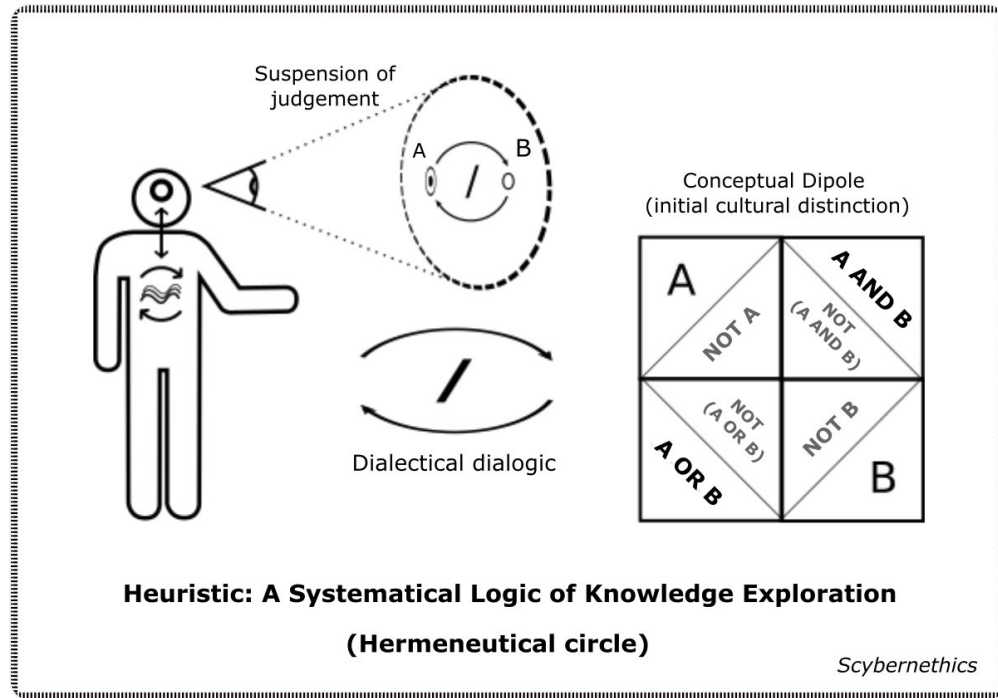 Suspension of
judgement
A
B
Conceptual Dipole
(initial cultural distinction)
A
NOT A
A AND B
NOT
(A AND B)
NOT
(A OR B)
A OR B
NOT B
B
Dialectical dialogic
Heuristic: A Systematical Logic of Knowledge Exploration
(Hermeneutical circle)
Scybernethics